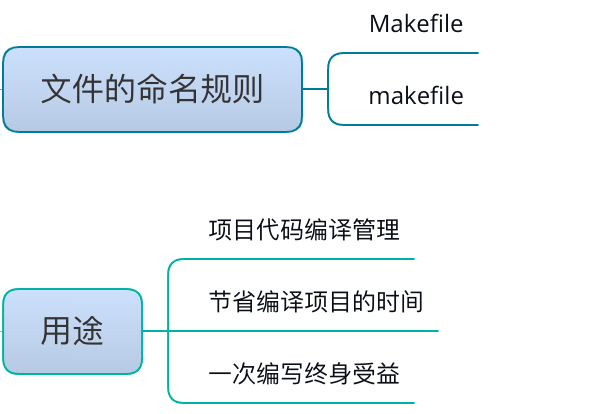 文件的命名规则
Makefile
makefile
用途
项目代码编译管理
节省编译项目的时间
一次编写终身受益